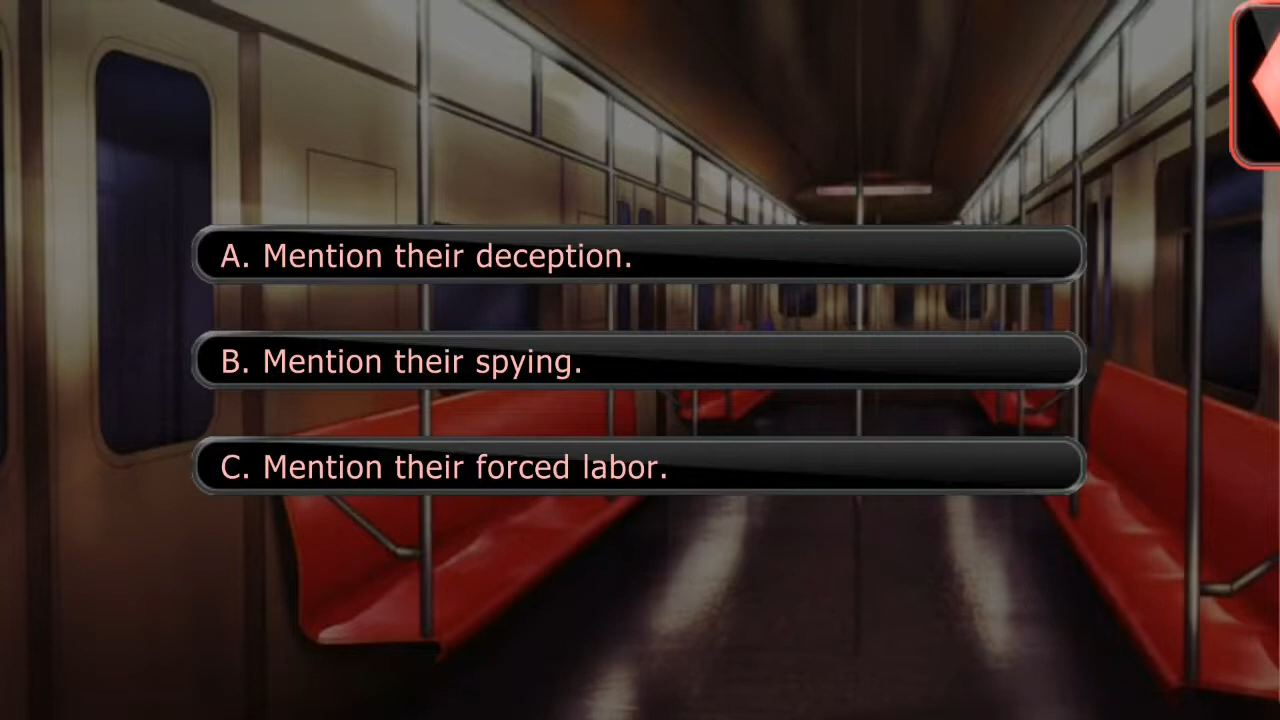 A. Mention their deception.
B. Mention their spying.
C. Mention their forced labor.